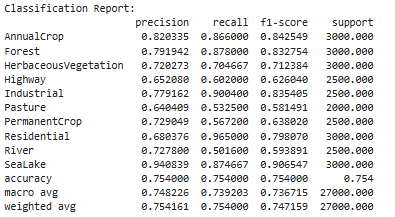 Classification Report:
precision recall f1-score support
AnnualCrop 0.820335 0.866000 0.842549 3000.000
Forest 0.791942 0.878000 0.832754 3000.000
HerbaceousVegetation 0.720273 0.704667 0.712384 3000.000
Highway 0.652080 0.602000 0.626040 2500.000
Industrial 0.779162 0.900400 0.835405 2500.000
Pasture 0.640409 0.532500 0.581491 2000.000
PermanentCrop 0.729049 0.567200 0.638020 2500.000
Residential 0.680376 0.965000 0.798070 3000.000
River 0.727800 0.501600 0.593891 2500.000
SeaLake 0.940839 0.874667 0.906547 3000.000
accuracy 0.754000 0.754000 0.754000 0.754
macro avg 0.748226 0.739203 0.736715 27000.000
weighted avg 0.754161 0.754000 0.747159 27000.000